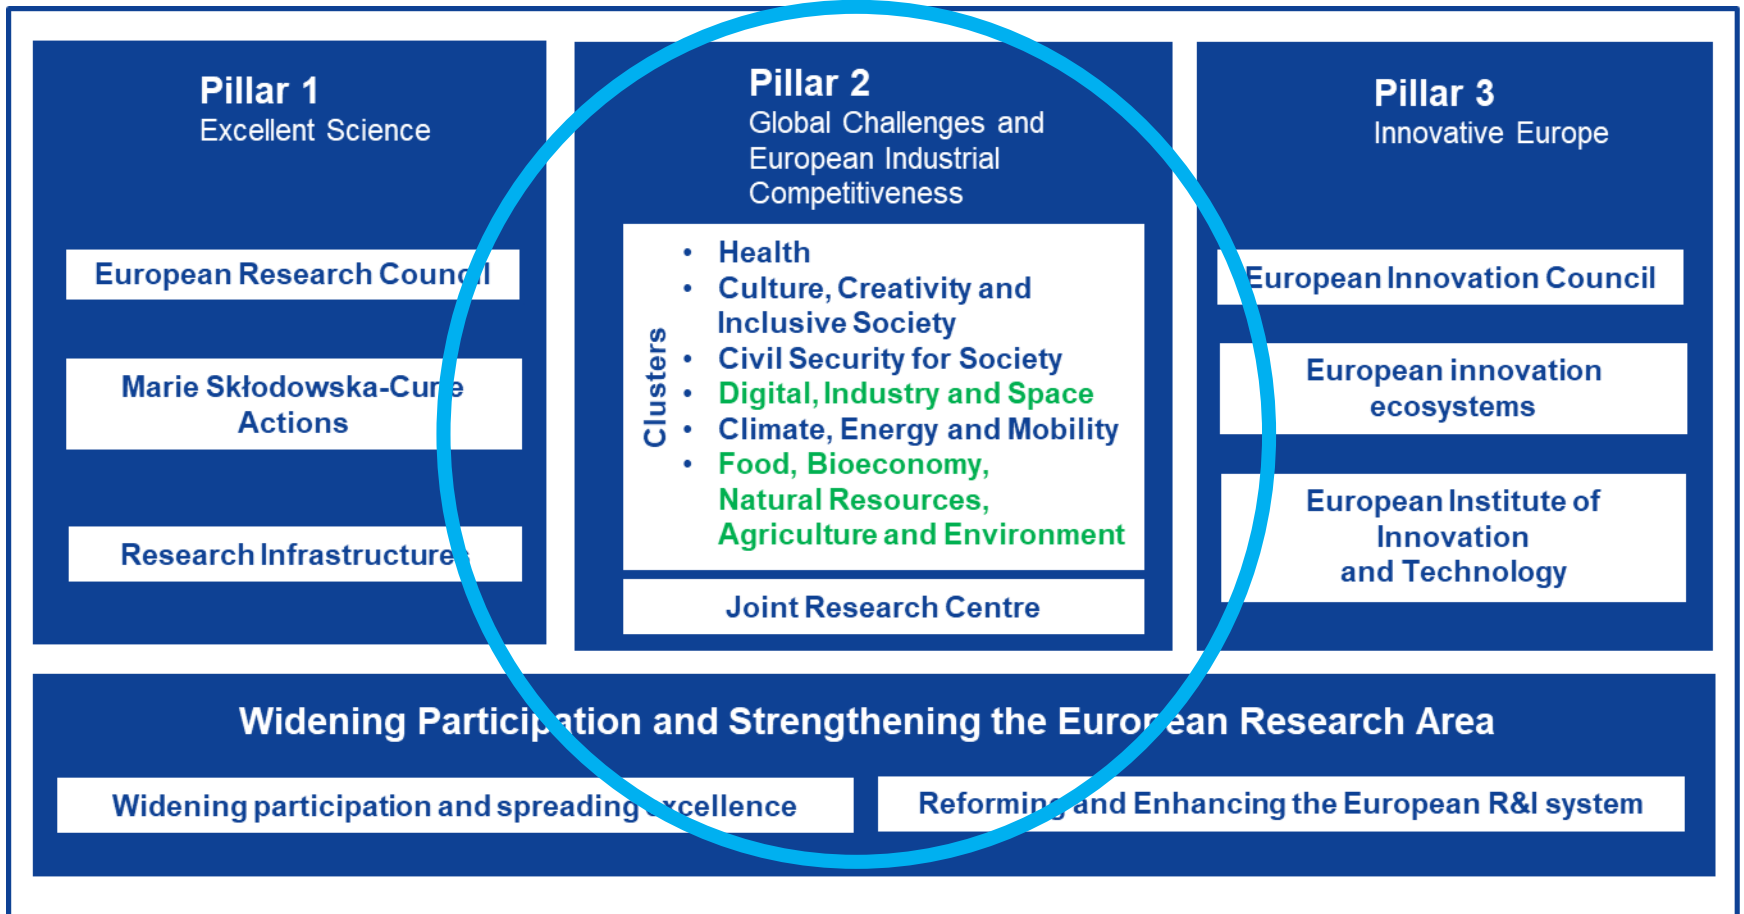 Pillar 1
Excellent Science
European Research Council
Marie Skłodowska-Curie
Actions
Research Infrastructures
Pillar 2
Global Challenges and
European Industrial
Competitiveness
Clusters
• Health
• Culture, Creativity and
Inclusive Society
• Civil Security for Society
• Digital, Industry and Space
• Climate, Energy and Mobility
• Food, Bioeconomy,
Natural Resources,
Agriculture and Environment
Joint Research Centre
Pillar 3
Innovative Europe
European Innovation Council
European innovation
ecosystems
European Institute of
Innovation
and Technology
Widening Participation and Strengthening the European Research Area
Widening participation and spreading excellence
Reforming and Enhancing the European R&I system